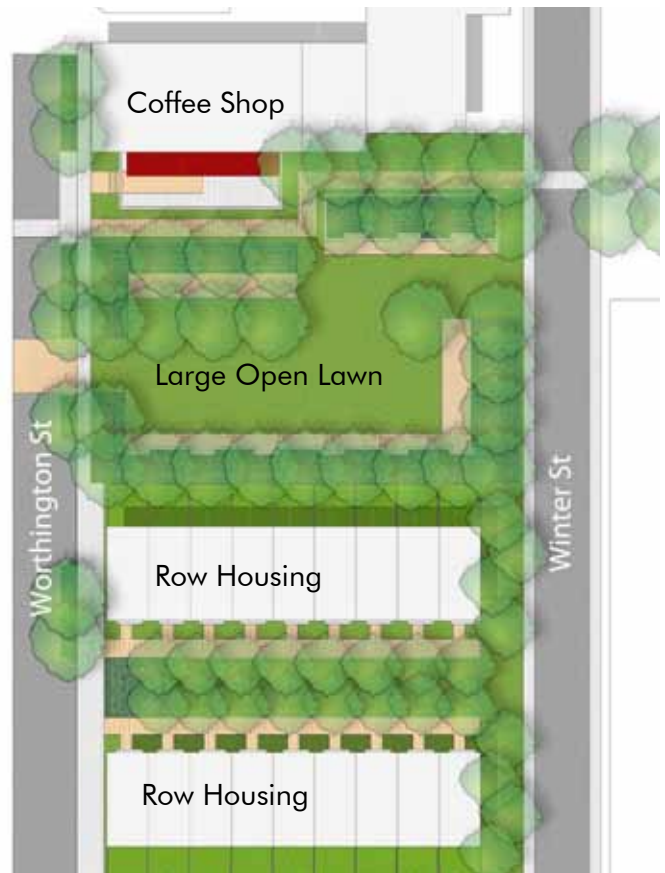 Coffee Shop
Large Open Lawn
Worthington St
Winter St
Row Housing
Row Housing